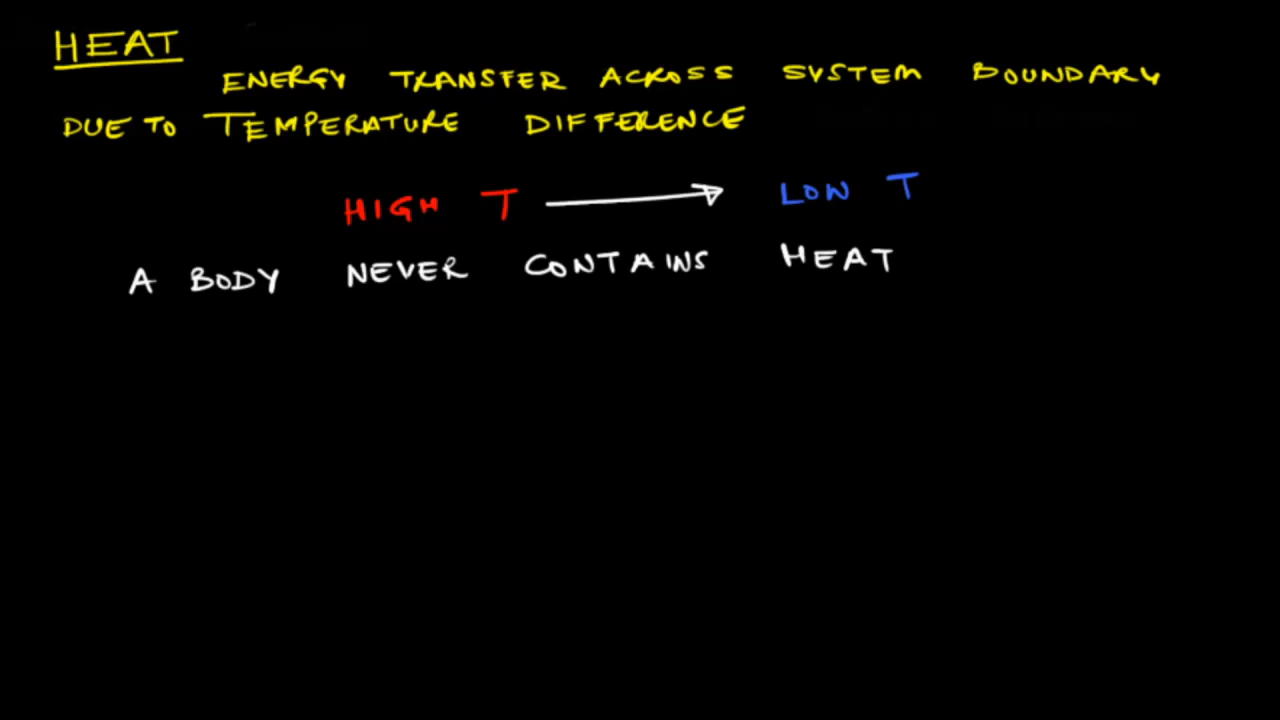 HEAT
ENERGY TRANSFER ACROSS SYSTEM BOUNDARY
DUE TO TEMPERATURE DIFFERENCE
HIGH T → LOW T
A BODY NEVER CONTAINS HEAT